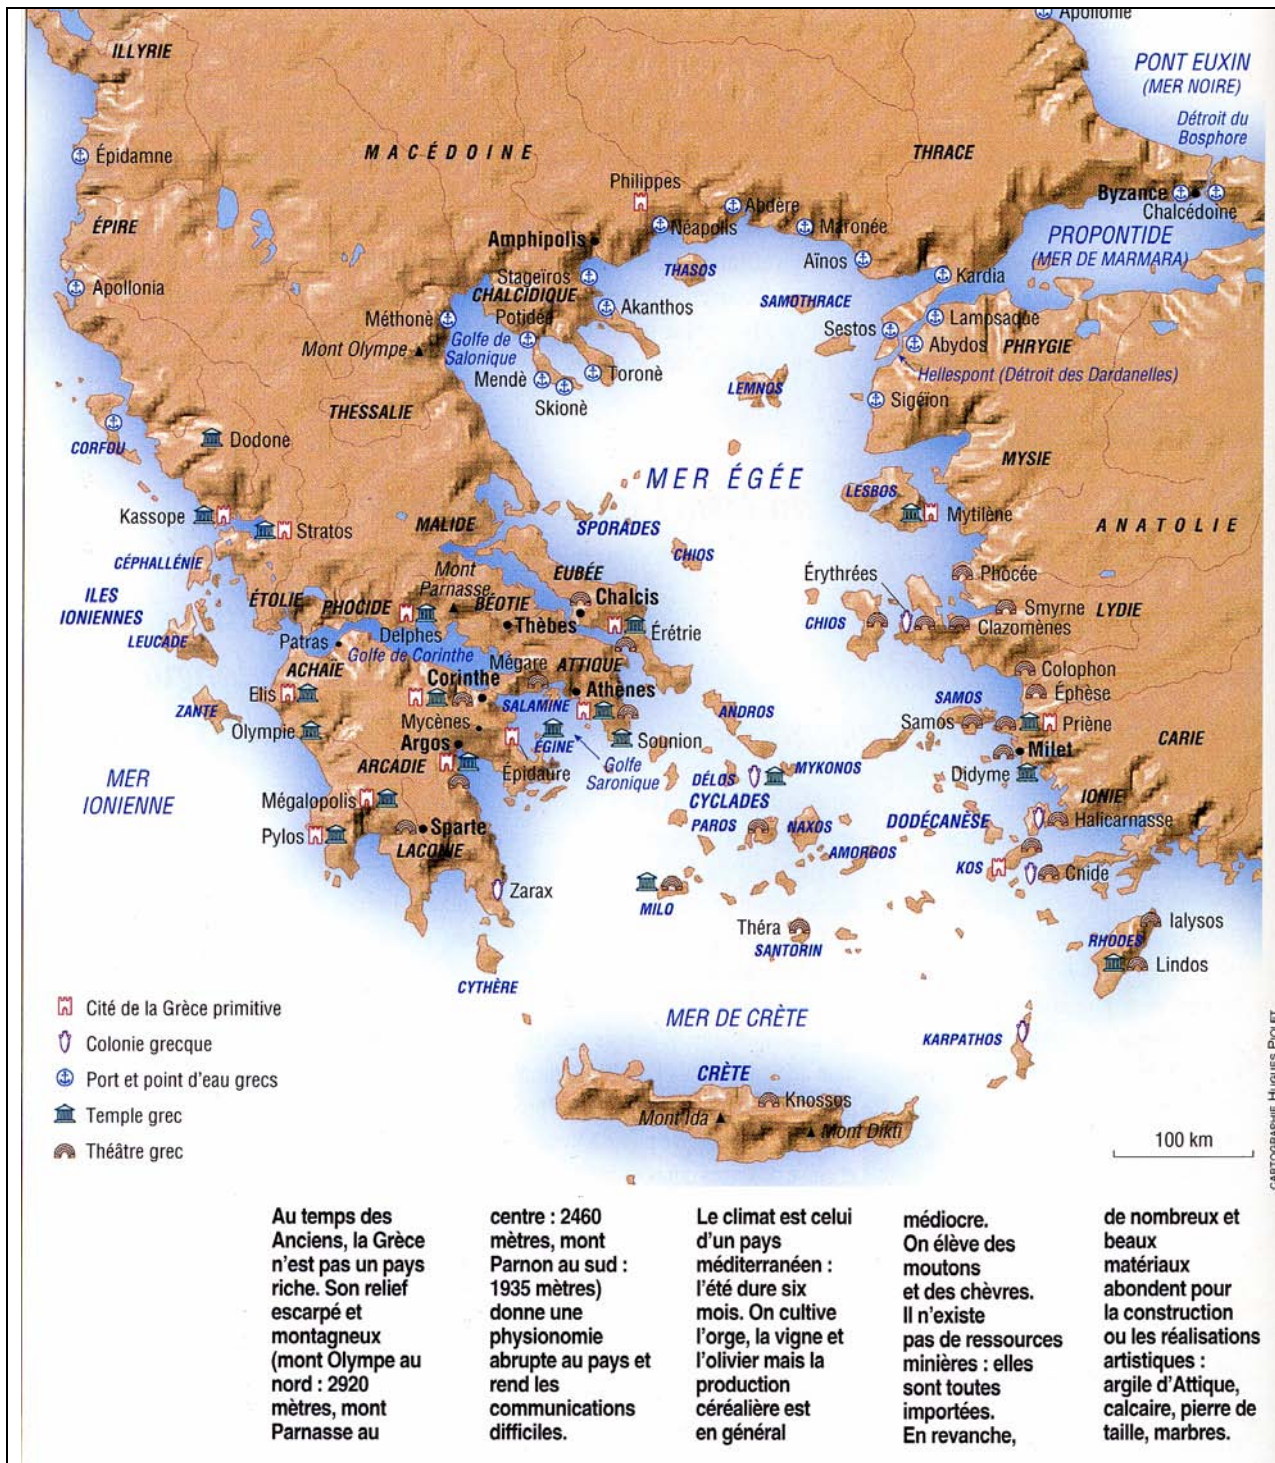 Apollonie
ILLYRIE
PONT EUXIN
(MER NOIRE)
Détroit du
Bosphore
Épidamne
MACÉDOINE
THRACE
Philippes
Byzance
Chalcédoine
Abdère
ÉPIRE
Néapolis
Maronée
PROPONTIDE
(MER DE MARMARA)
Amphipolis
Aïnos
THASOS
Stageïros
Kardia
Apollonia
CHALCIDIQUE
SAMOTHRACE
Akanthos
Méthonè
Potidéa
Lampsaque
Sestos
Golfe de
Salonique
Mont Olympe
Abydos
PHRYGIE
Mendè
Toronè
Hellespont (Détroit des Dardanelles)
LEMNOS
Skionè
Sigéion
THESSALIE
CORFOU
Dodone
MYSIE
MER ÉGÉE
LESBOS
Kassope
Mytilène
Stratos
MALIDE
SPORADES
ANATOLIE
CÉPHALLÉNIE
CHIOS
Mont
Parnasse
EUBÉE
Érythrées
Phocée
ILES
IONIENNES
ÉTOLIE
PHOCIDE
BÉOTIE
Chalcis
Smyrne
LYDIE
Delphes
Thèbes
Érétrie
CHIOS
Clazomènes
LEUCADE
Patras
Golfe de Corinthe
Mégare
ATTIQUE
ACHAÏE
Colophon
Corinthe
Athènes
Elis
Éphèse
ZANTE
SALAMINE
ANDROS
SAMOS
Samos
Priène
Olympie
Mycènes
Argos
ÉGINE
Sounion
Milet
CARIE
ARCADIE
Épidaure
Golfe
Saronique
DÉLOS
MYKONOS
Didyme
MER
IONIENNE
Mégalopolis
CYCLADES
IONIE
Pylos
Sparte
PAROS
NAXOS
DODÉCANÈSE
Halicarnasse
LACONIE
AMORGOS
KOS
Cnide
Zarax
MILO
Théra
SANTORIN
Ialysos
RHODES
Lindos
CYTHÈRE
MER DE CRÈTE
KARPATHOS
CRÈTE
Knossos
Mont Ida
Mont Dikti
Cité de la Grèce primitive
Colonie grecque
Port et point d'eau grecs
Temple grec
Théâtre grec
100 km
CARTOGRAPHIE HUGUES PIOLET
Au temps des
Anciens, la Grèce
n'est pas un pays
riche. Son relief
escarpé et
montagneux
(mont Olympe au
nord : 2920
mètres, mont
Parnasse au
centre : 2460
mètres, mont
Parnon au sud :
1935 mètres)
donne une
physionomie
abrupte au pays et
rend les
communications
difficiles.
Le climat est celui
d'un pays
méditerranéen :
l'été dure six
mois. On cultive
l'orge, la vigne et
l'olivier mais la
production
céréalière est
en général
médiocre.
On élève des
moutons
et des chèvres.
Il n'existe
pas de ressources
minières : elles
sont toutes
importées.
En revanche,
de nombreux et
beaux
matériaux
abondent pour
la construction
ou les réalisations
artistiques :
argile d'Attique,
calcaire, pierre de
taille, marbres.